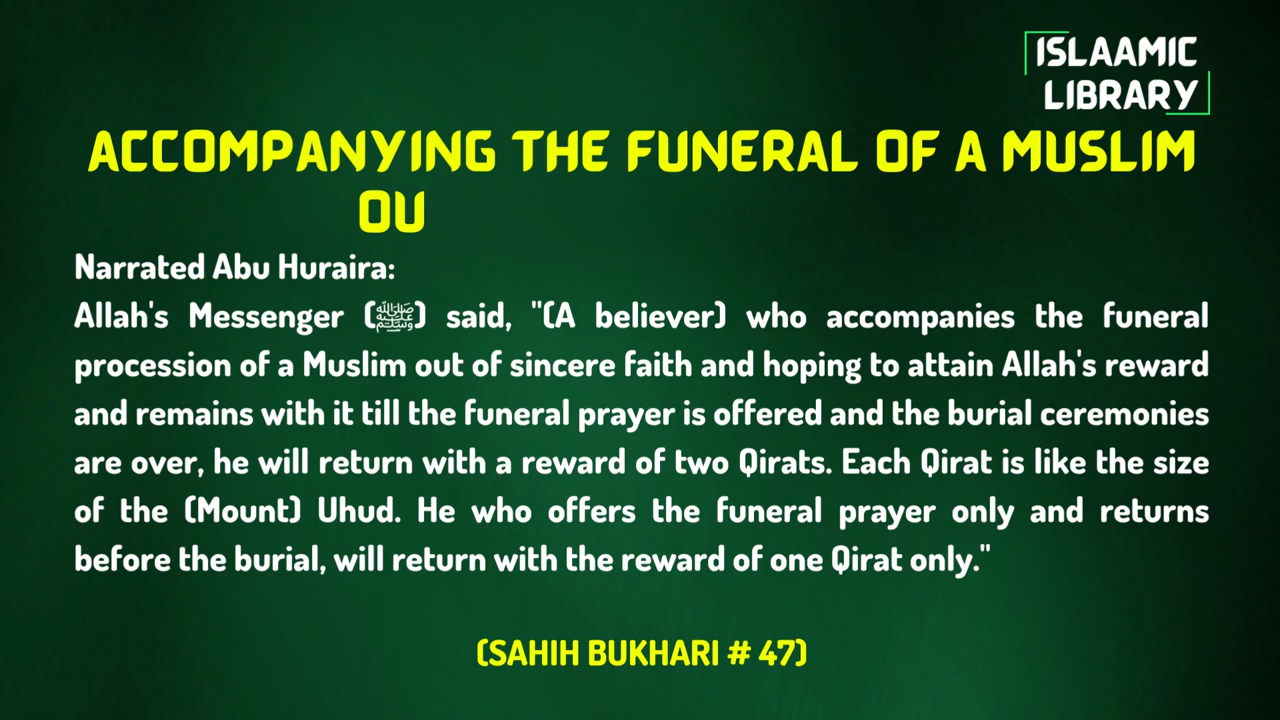 ISLAAMIC
LIBRARY
ACCOMPANYING THE FUNERAL OF A MUSLIM
OU
Narrated Abu Huraira:
Allah's Messenger (ﷺ) said, "(A believer) who accompanies the funeral
procession of a Muslim out of sincere faith and hoping to attain Allah's reward
and remains with it till the funeral prayer is offered and the burial ceremonies
are over, he will return with a reward of two Qirats. Each Qirat is like the size
of the (Mount) Uhud. He who offers the funeral prayer only and returns
before the burial, will return with the reward of one Qirat only."
(SAHIH BUKHARI # 47)